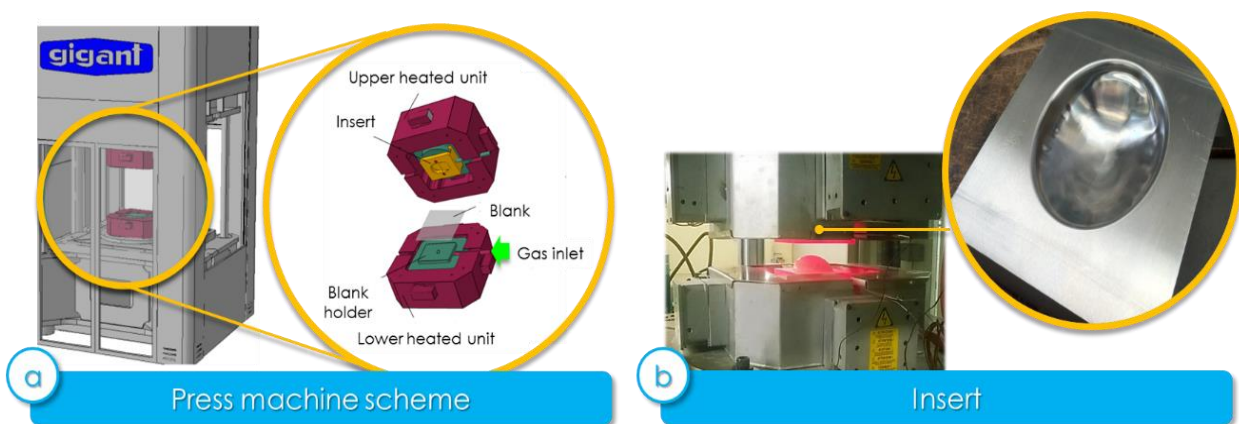 gigant
Upper heated unit
Insert
Blank
Gas inlet
Blank
holder
Lower heated unit
a
Press machine scheme
b
Insert